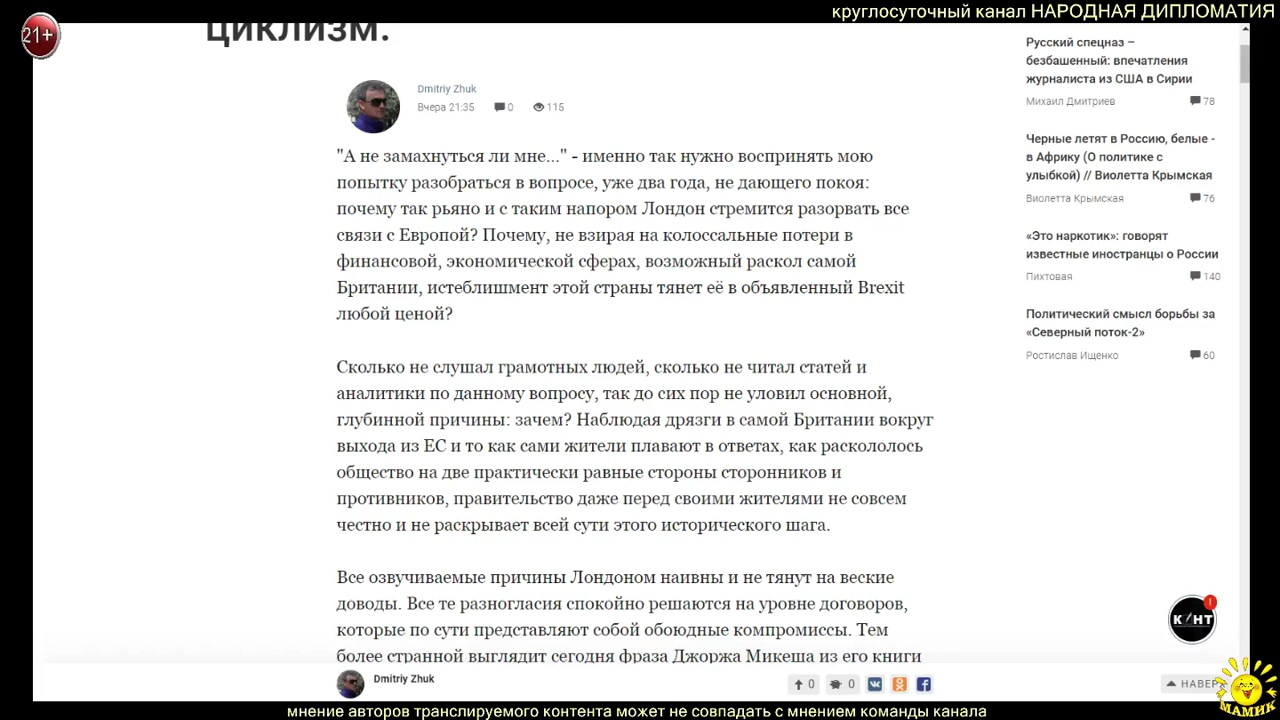 круглосуточный канал НАРОДНАЯ ДИПЛОМАТИЯ
21+
циклизм.
Dmitriy Zhuk
Вчера 21:35 0 115
"А не замахнуться ли мне..." - именно так нужно воспринять мою
попытку разобраться в вопросе, уже два года, не дающего покоя:
почему так рьяно и с таким напором Лондон стремится разорвать все
связи с Европой? Почему, не взирая на колоссальные потери в
финансовой, экономической сферах, возможный раскол самой
Британии, истеблишмент этой страны тянет её в объявленный Brexit
любой ценой?
Сколько не слушал грамотных людей, сколько не читал статей и
аналитики по данному вопросу, так до сих пор не уловил основной,
глубинной причины: зачем? Наблюдая дрязги в самой Британии вокруг
выхода из ЕС и то как сами жители плавают в ответах, как раскололось
общество на две практически равные стороны сторонников и
противников, правительство даже перед своими жителями не совсем
честно и не раскрывает всей сути этого исторического шага.
Все озвучиваемые причины Лондоном наивны и не тянут на веские
доводы. Все те разногласия спокойно решаются на уровне договоров,
которые по сути представляют собой обоюдные компромиссы. Тем
более странной выглядит сегодня фраза Джоржа Микеша из его книги
Русский спецназ –
безбашенный: впечатления
журналиста из США в Сирии
Михаил Дмитриев 78
Черные летят в Россию, белые -
в Африку (О политике с
улыбкой) // Виолетта Крымская
Виолетта Крымская 76
«Это наркотик»: говорят
известные иностранцы о России
Пихтовая 140
Политический смысл борьбы за
«Северный поток-2»
Ростислав Ищенко 60
К/НТ
Dmitriy Zhuk
0 0
НАВЕР
МАМИК
мнение авторов транслируемого контента может не совпадать с мнением команды канала